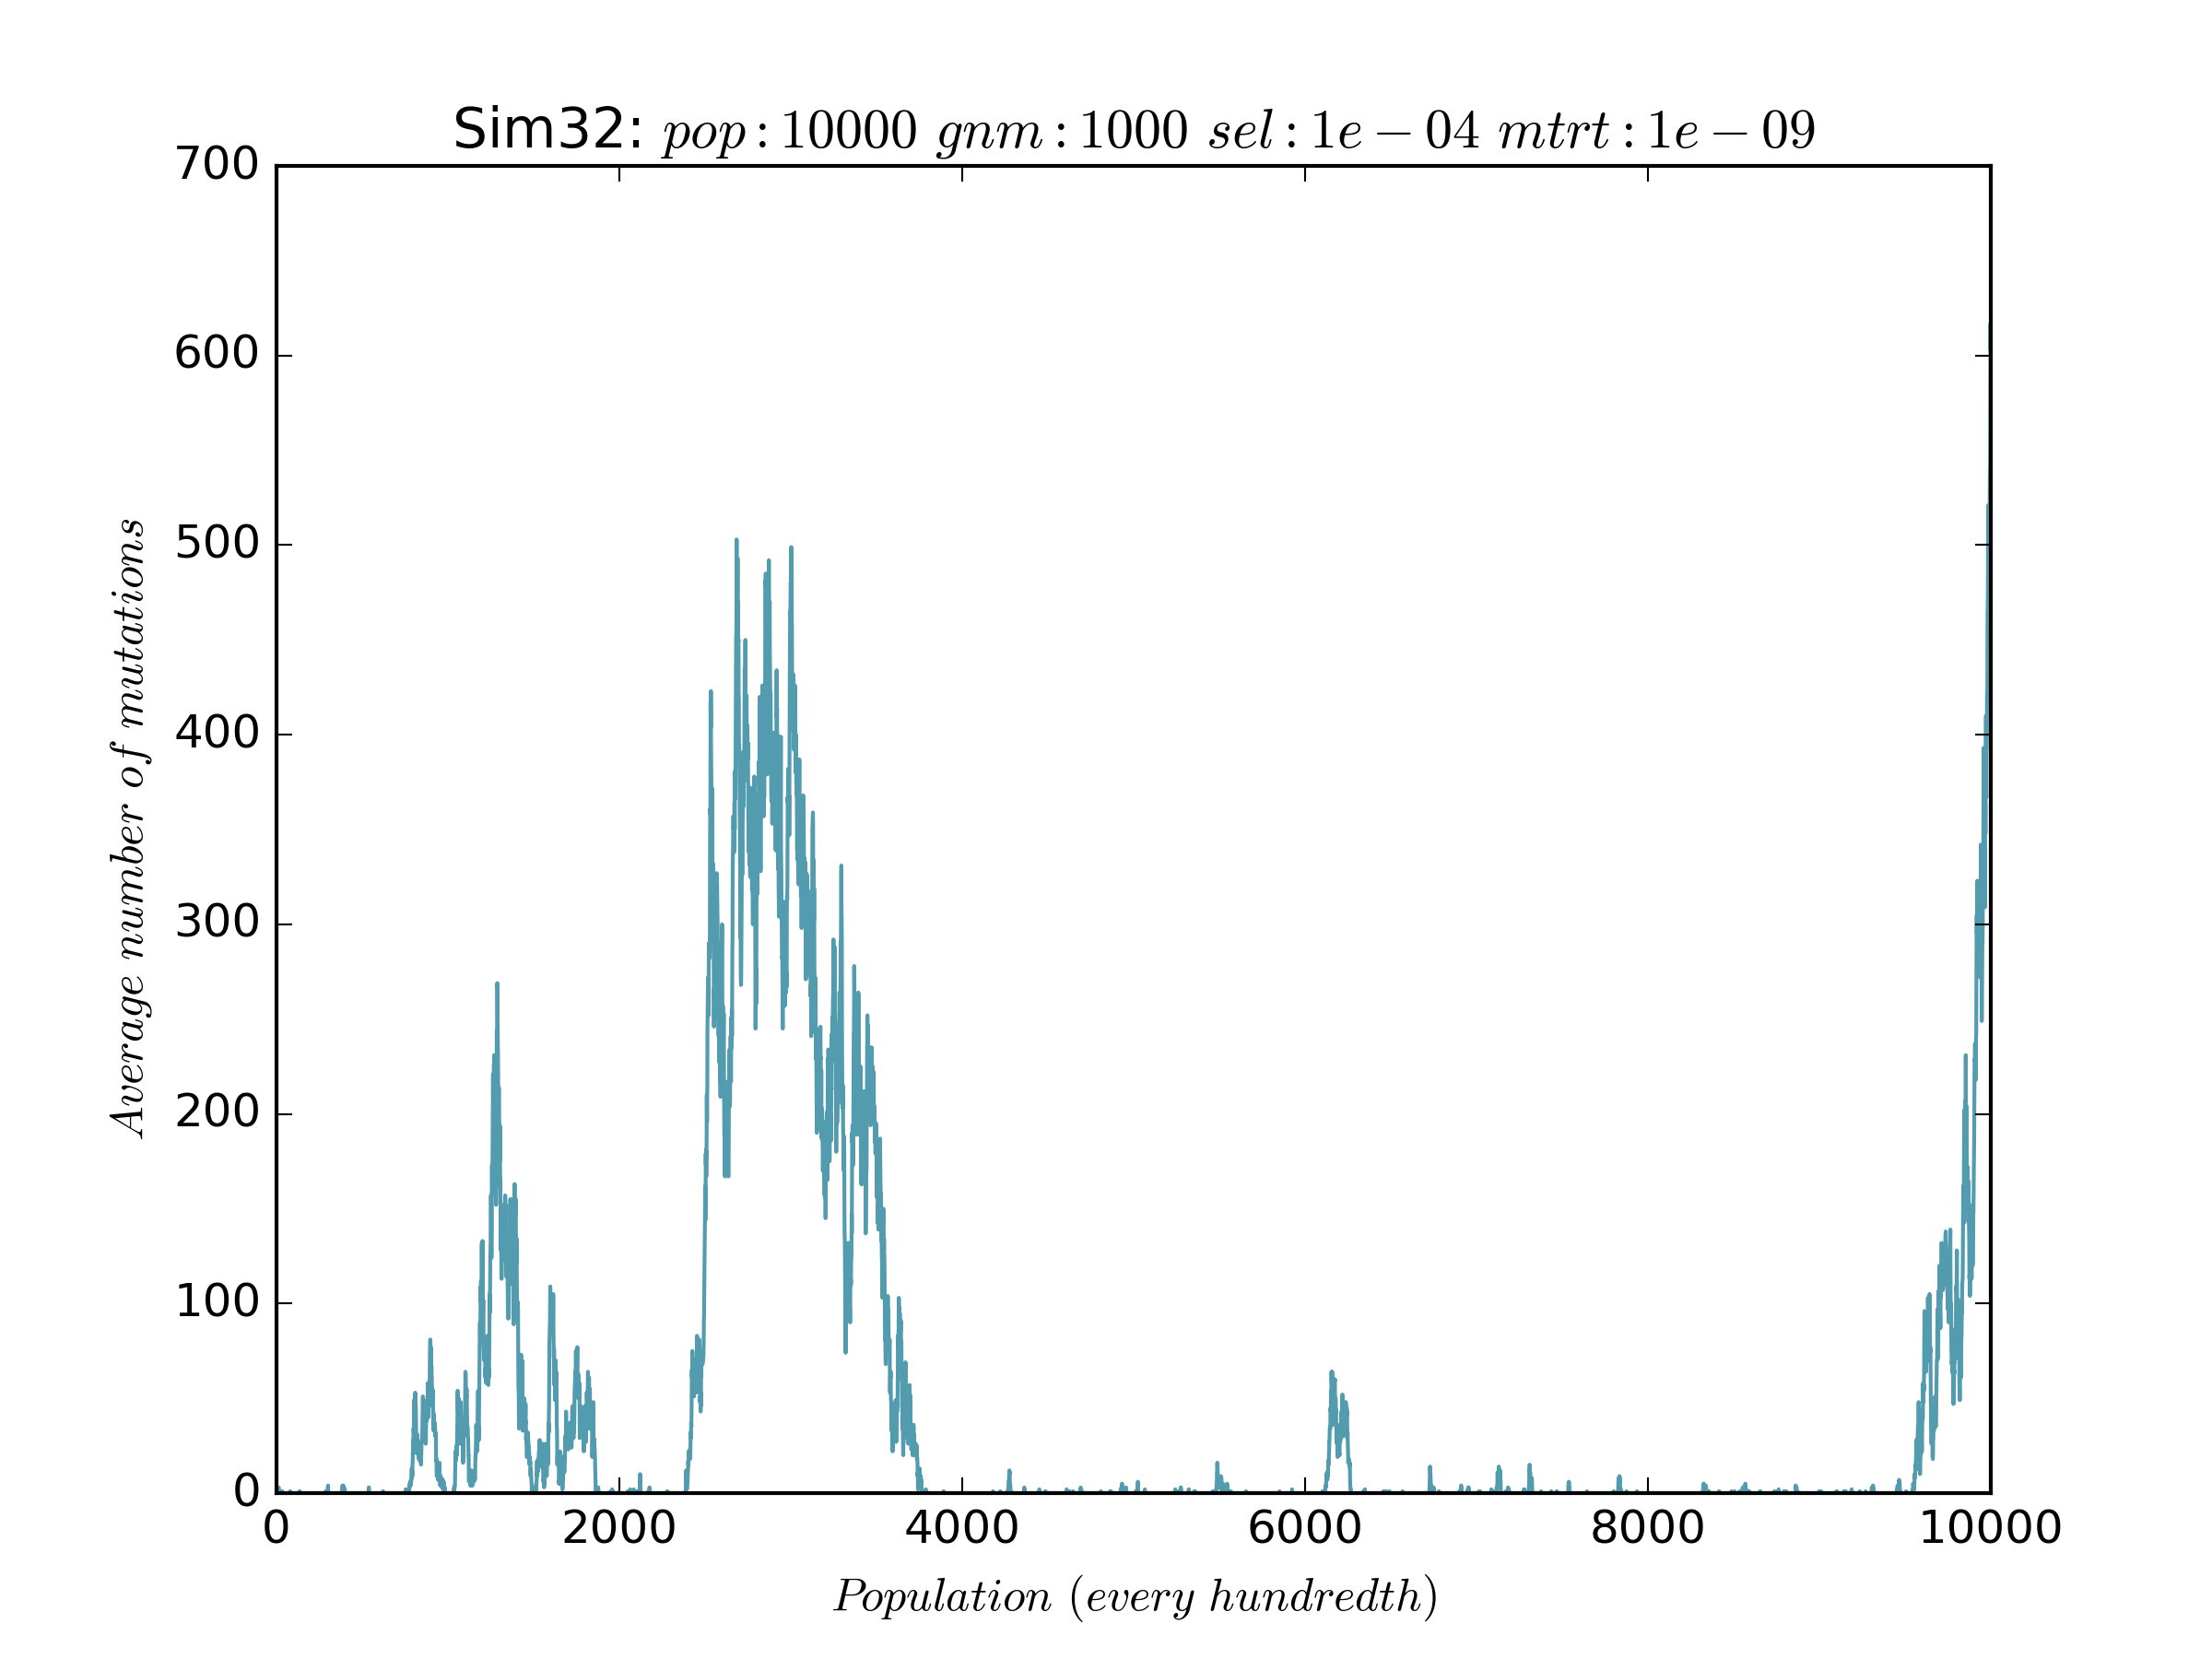 Sim32: pop : 10000 gnm : 1000 sel : 1e − 04 mtrt : 1e − 09
700
600
500
400
300
200
100
0
Average number of mutations
0 2000 4000 6000 8000 10000
Population (every hundredth)